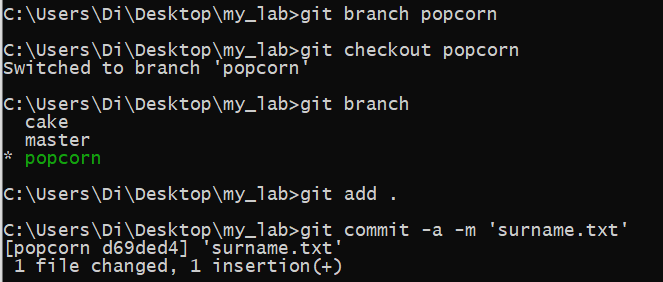 C:\Users\Di\Desktop\my_lab>git branch popcorn
C:\Users\Di\Desktop\my_lab>git checkout popcorn
Switched to branch 'popcorn'
C:\Users\Di\Desktop\my_lab>git branch
cake
master
* popcorn
C:\Users\Di\Desktop\my_lab>git add .
C:\Users\Di\Desktop\my_lab>git commit -a -m 'surname.txt'
[popcorn d69ded4] 'surname.txt'
1 file changed, 1 insertion(+)